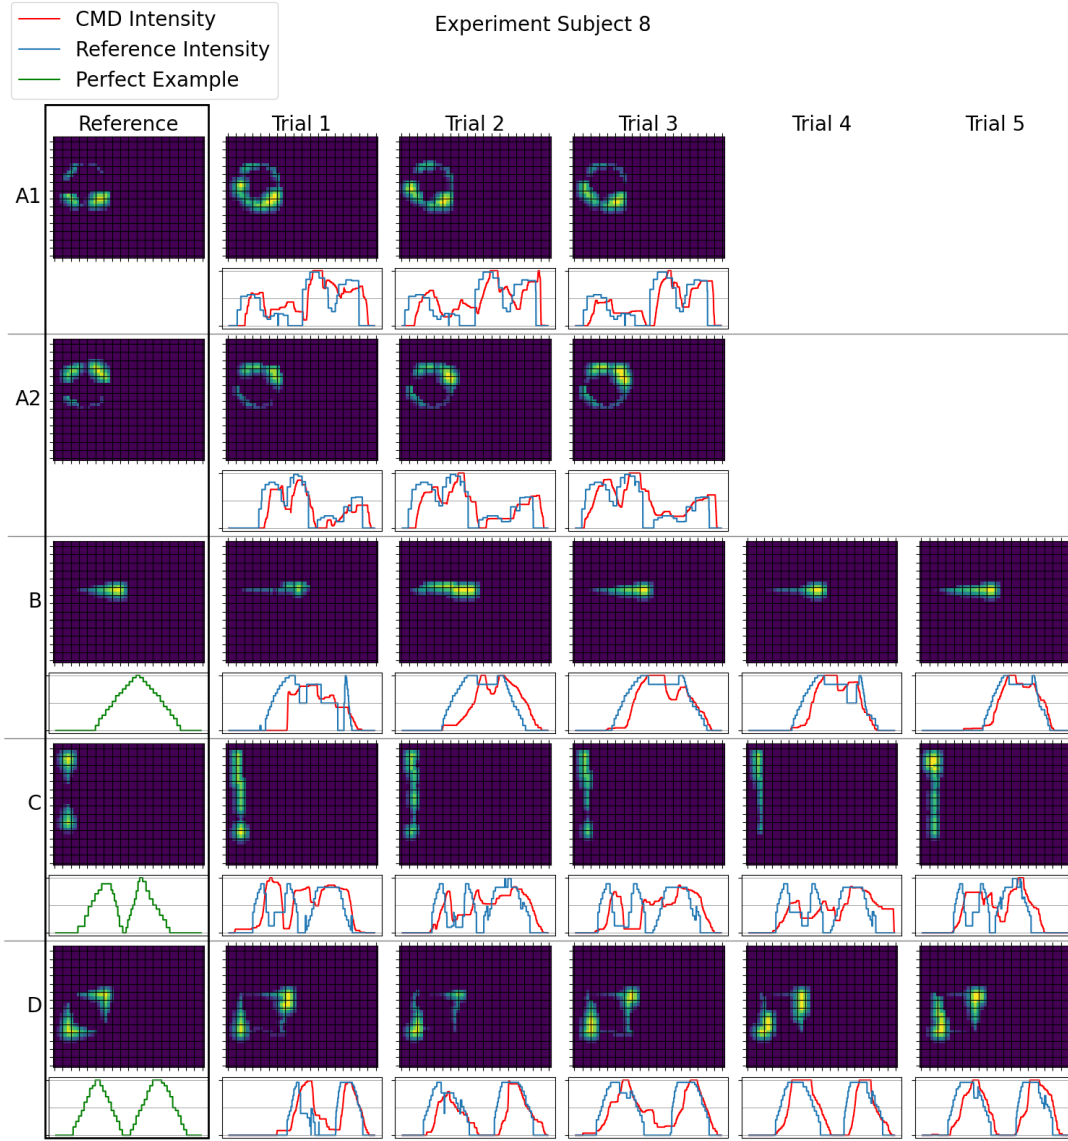 CMD Intensity
Experiment Subject 8
Reference Intensity
Perfect Example
Reference Trial 1 Trial 2 Trial 3 Trial 4 Trial 5
A1
A2
B
C
D